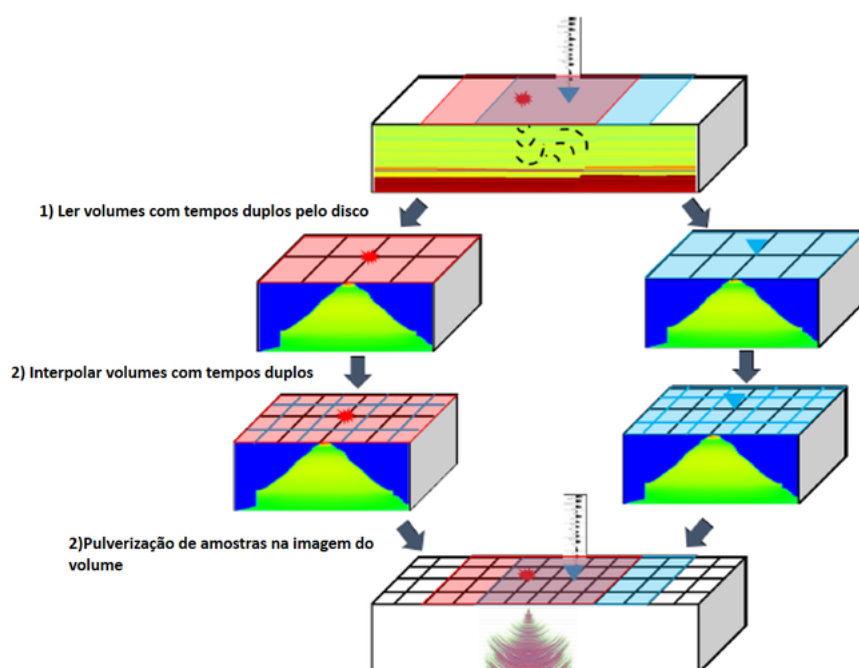 1) Ler volumes com tempos duplos pelo disco
2) Interpolar volumes com tempos duplos
2)Pulverização de amostras na imagem do
volume